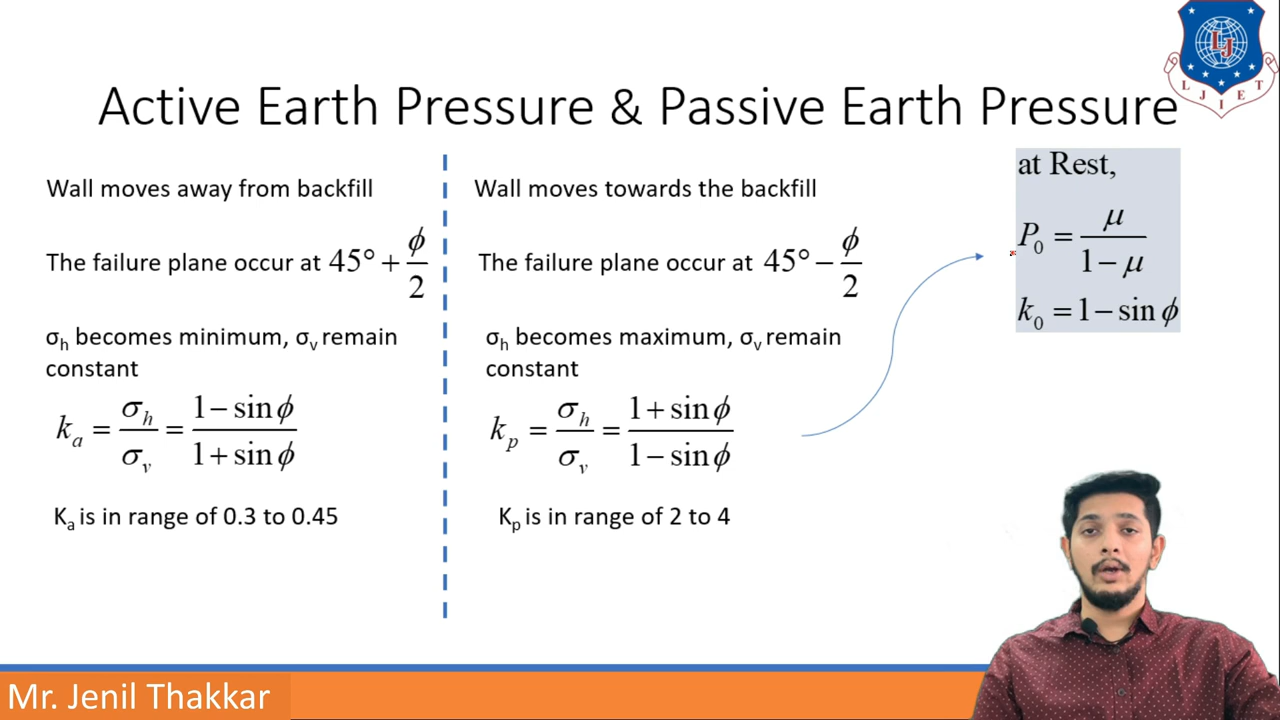 Active Earth Pressure & Passive Earth Pressure
LJ
L J I E T
Wall moves away from backfill
The failure plane occur at 45° + ϕ/2
σh becomes minimum, σv remain
constant
ka = σh/σv = (1 − sin ϕ)/(1 + sin ϕ)
Ka is in range of 0.3 to 0.45
Wall moves towards the backfill
The failure plane occur at 45° − ϕ/2
σh becomes maximum, σv remain
constant
kp = σh/σv = (1 + sin ϕ)/(1 − sin ϕ)
Kp is in range of 2 to 4
at Rest,
P0 = μ/(1 − μ)
k0 = 1 − sin ϕ
Mr. Jenil Thakkar